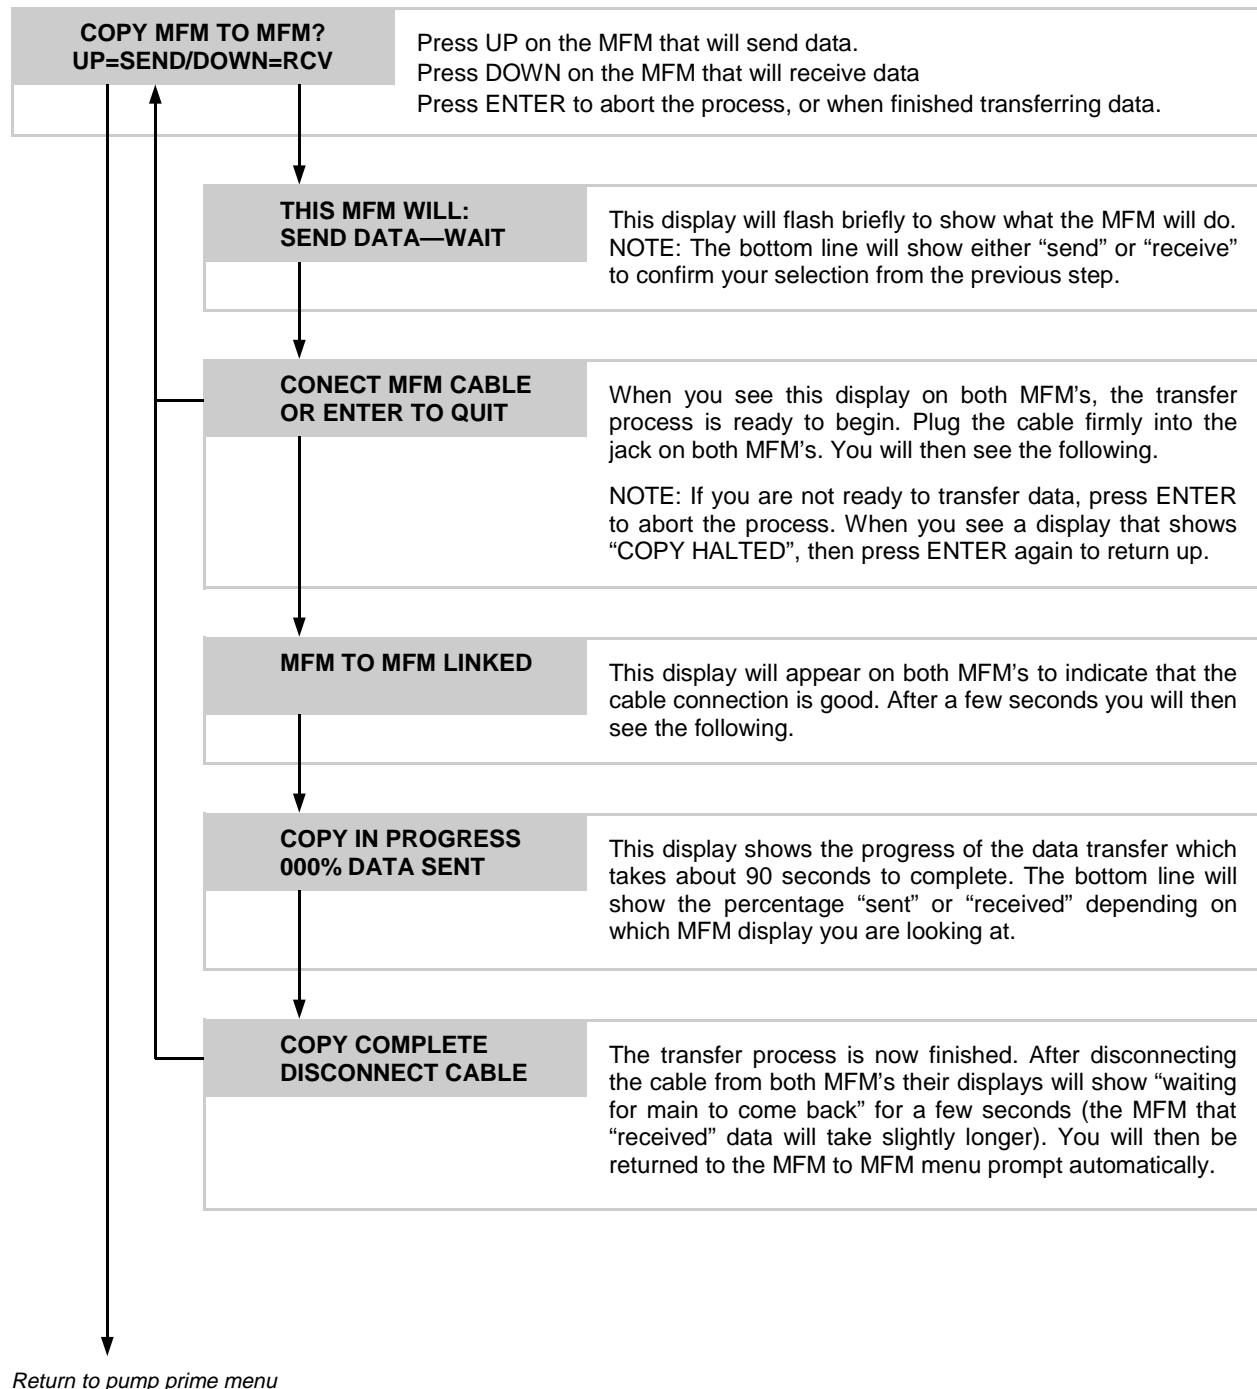 COPY MFM TO MFM?
UP=SEND/DOWN=RCV
Press UP on the MFM that will send data.
Press DOWN on the MFM that will receive data
Press ENTER to abort the process, or when finished transferring data.
THIS MFM WILL:
SEND DATA—WAIT
This display will flash briefly to show what the MFM will do.
NOTE: The bottom line will show either “send” or “receive”
to confirm your selection from the previous step.
CONECT MFM CABLE
OR ENTER TO QUIT
When you see this display on both MFM's, the transfer
process is ready to begin. Plug the cable firmly into the
jack on both MFM's. You will then see the following.
NOTE: If you are not ready to transfer data, press ENTER
to abort the process. When you see a display that shows
“COPY HALTED”, then press ENTER again to return up.
MFM TO MFM LINKED
This display will appear on both MFM's to indicate that the
cable connection is good. After a few seconds you will then
see the following.
COPY IN PROGRESS
000% DATA SENT
This display shows the progress of the data transfer which
takes about 90 seconds to complete. The bottom line will
show the percentage “sent” or “received” depending on
which MFM display you are looking at.
COPY COMPLETE
DISCONNECT CABLE
The transfer process is now finished. After disconnecting
the cable from both MFM's their displays will show “waiting
for main to come back” for a few seconds (the MFM that
“received” data will take slightly longer). You will then be
returned to the MFM to MFM menu prompt automatically.
Return to pump prime menu